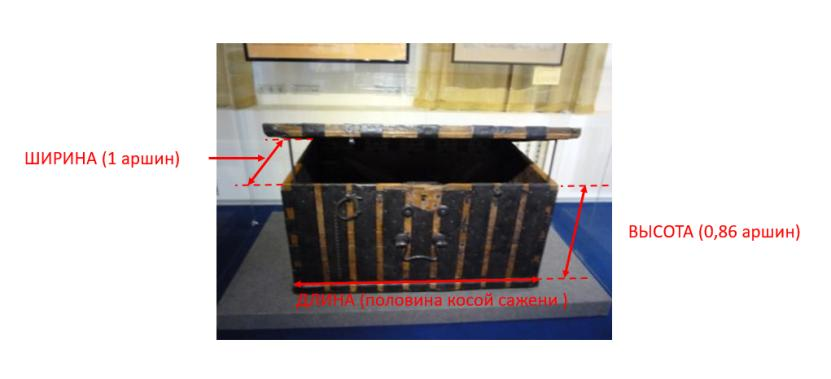 ШИРИНА (1 аршин)
ВЫСОТА (0,86 аршин)
ДЛИНА (половина косой сажени )